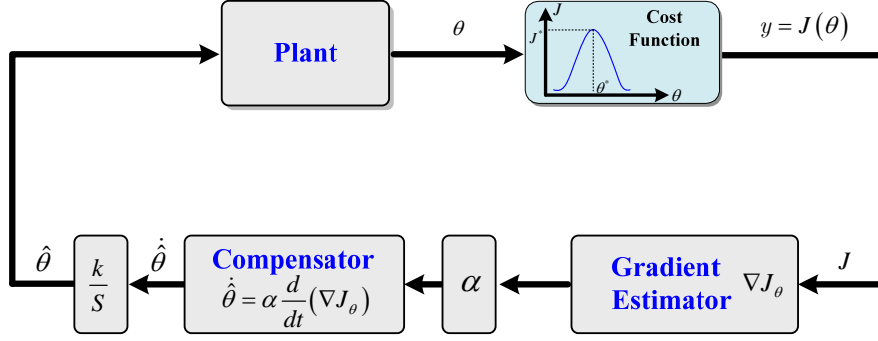 Plant
θ
J
J*
θ*
θ
Cost
Function
y = J(θ)
θ̂
k
S
θ̂̇
Compensator
θ̂̇ = α d/dt (∇J_θ)
α
Gradient
Estimator
∇J_θ
J